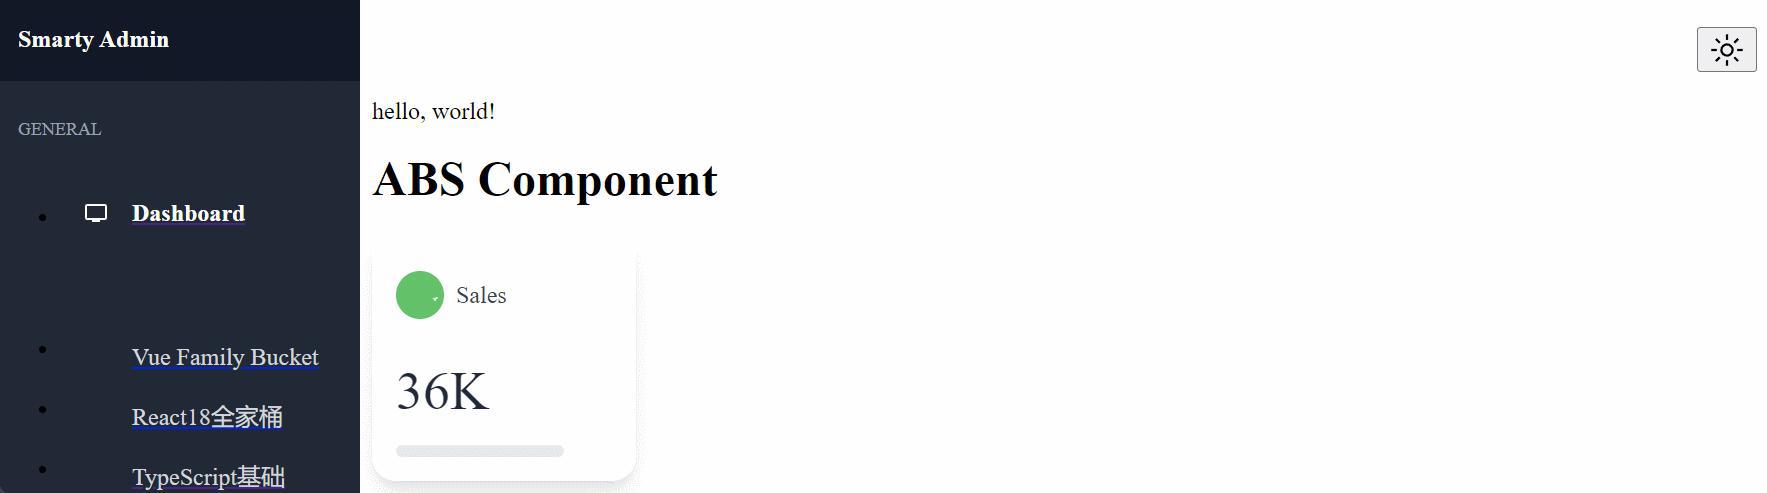 Smarty Admin
GENERAL
Dashboard
Vue Family Bucket
React18全家桶
TypeScript基础
hello, world!
ABS Component
Sales
36K